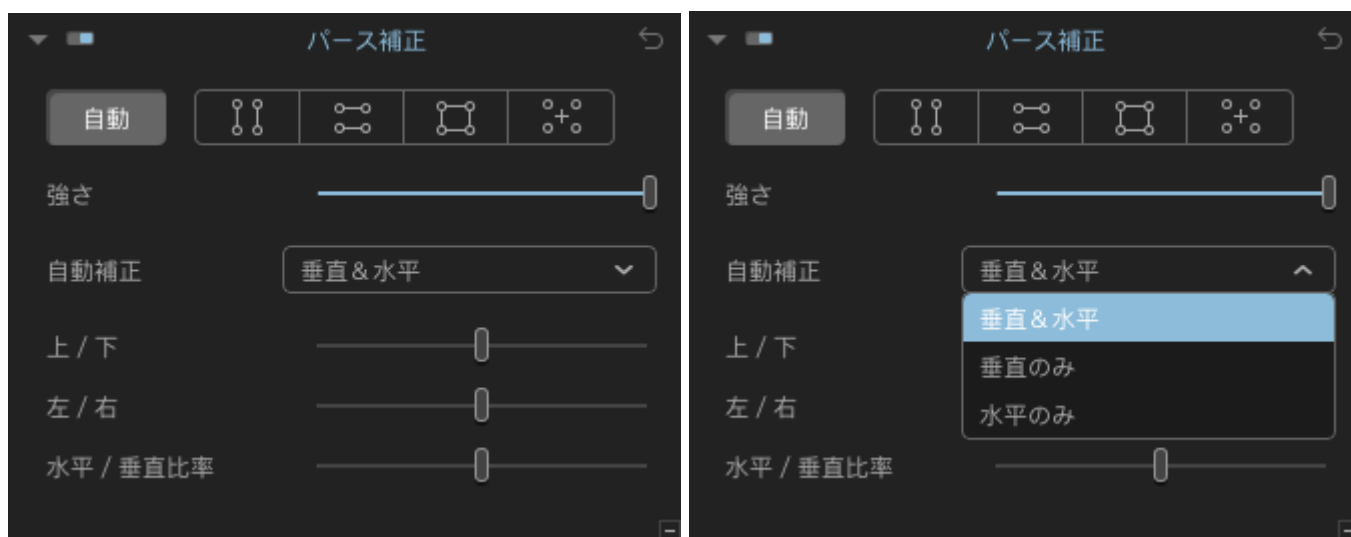 パース補正
自動
強さ
自動補正 垂直&水平
上 / 下
左 / 右
水平 / 垂直比率
パース補正
自動
強さ
自動補正 垂直&水平
垂直&水平
上 / 下
垂直のみ
左 / 右
水平のみ
水平 / 垂直比率